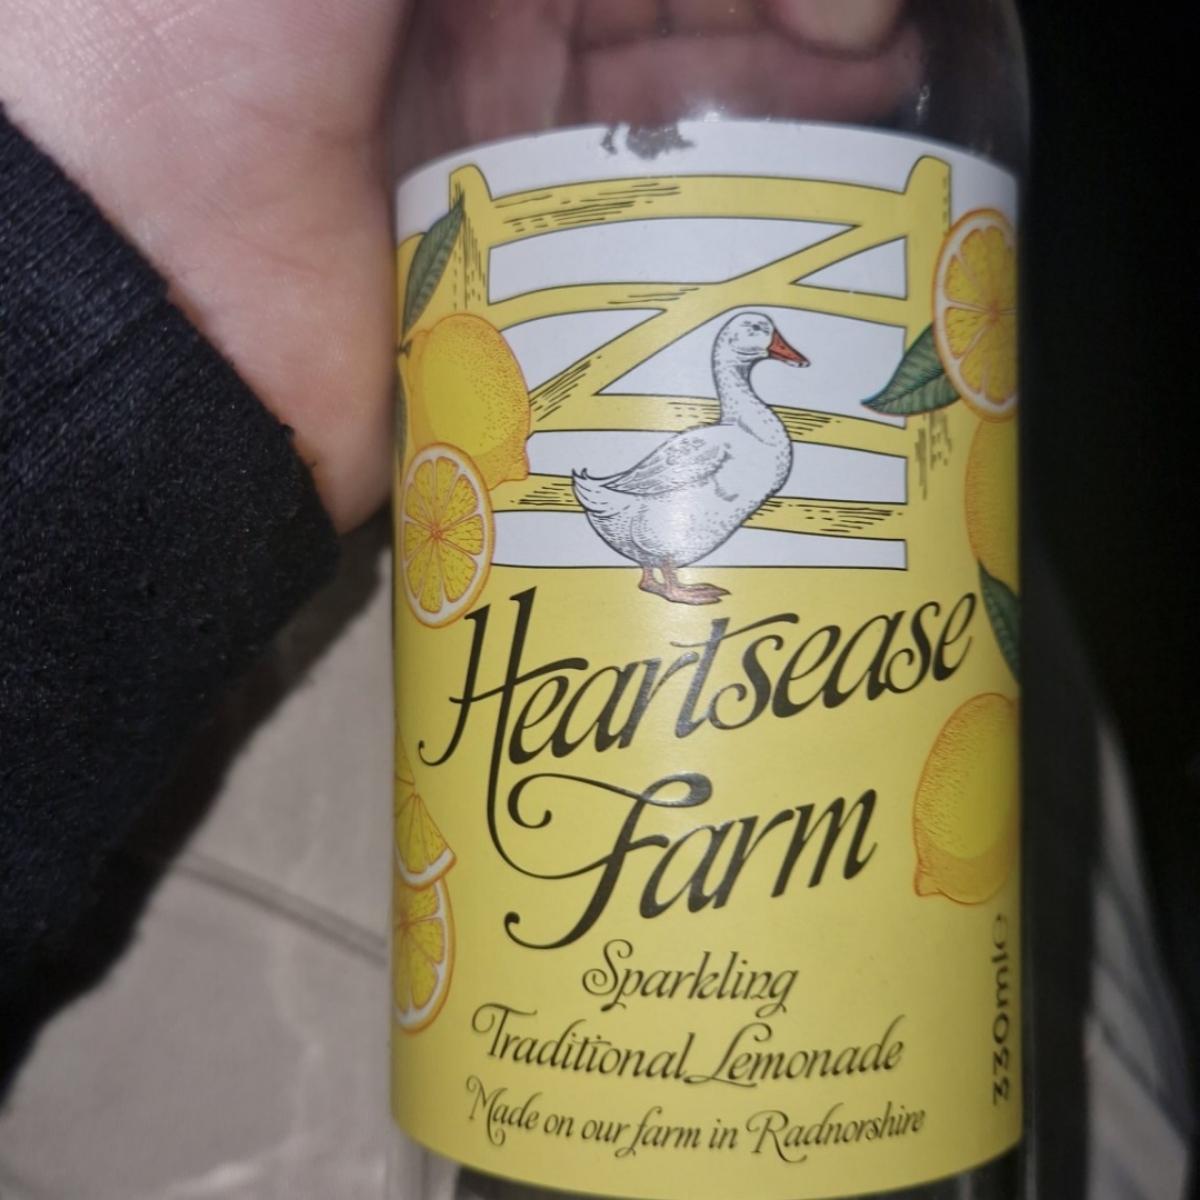 Heartsease
Farm
Sparkling
Traditional Lemonade
Made on our farm in Radnorshire
330ml℮